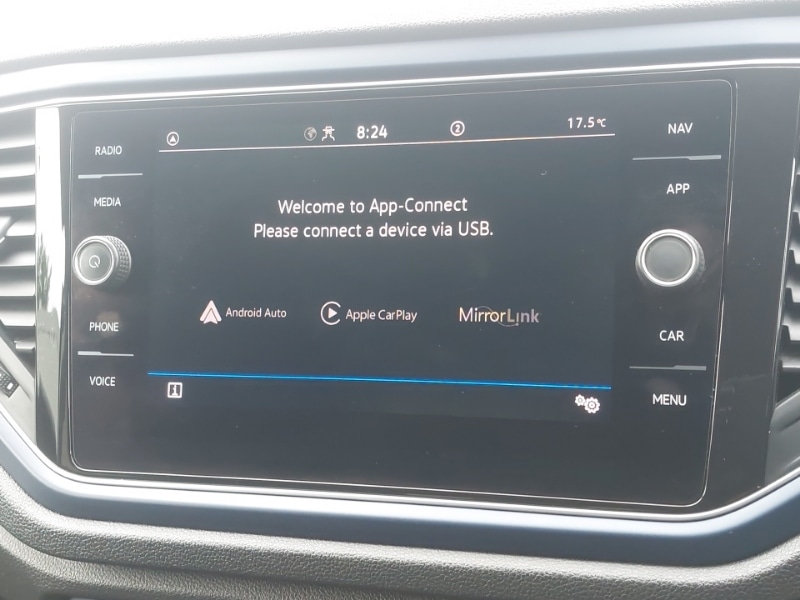 RADIO
MEDIA
PHONE
VOICE
8:24
2
17.5°C
Welcome to App-Connect
Please connect a device via USB.
Android Auto
Apple CarPlay
MirrorLink
i
NAV
APP
CAR
MENU